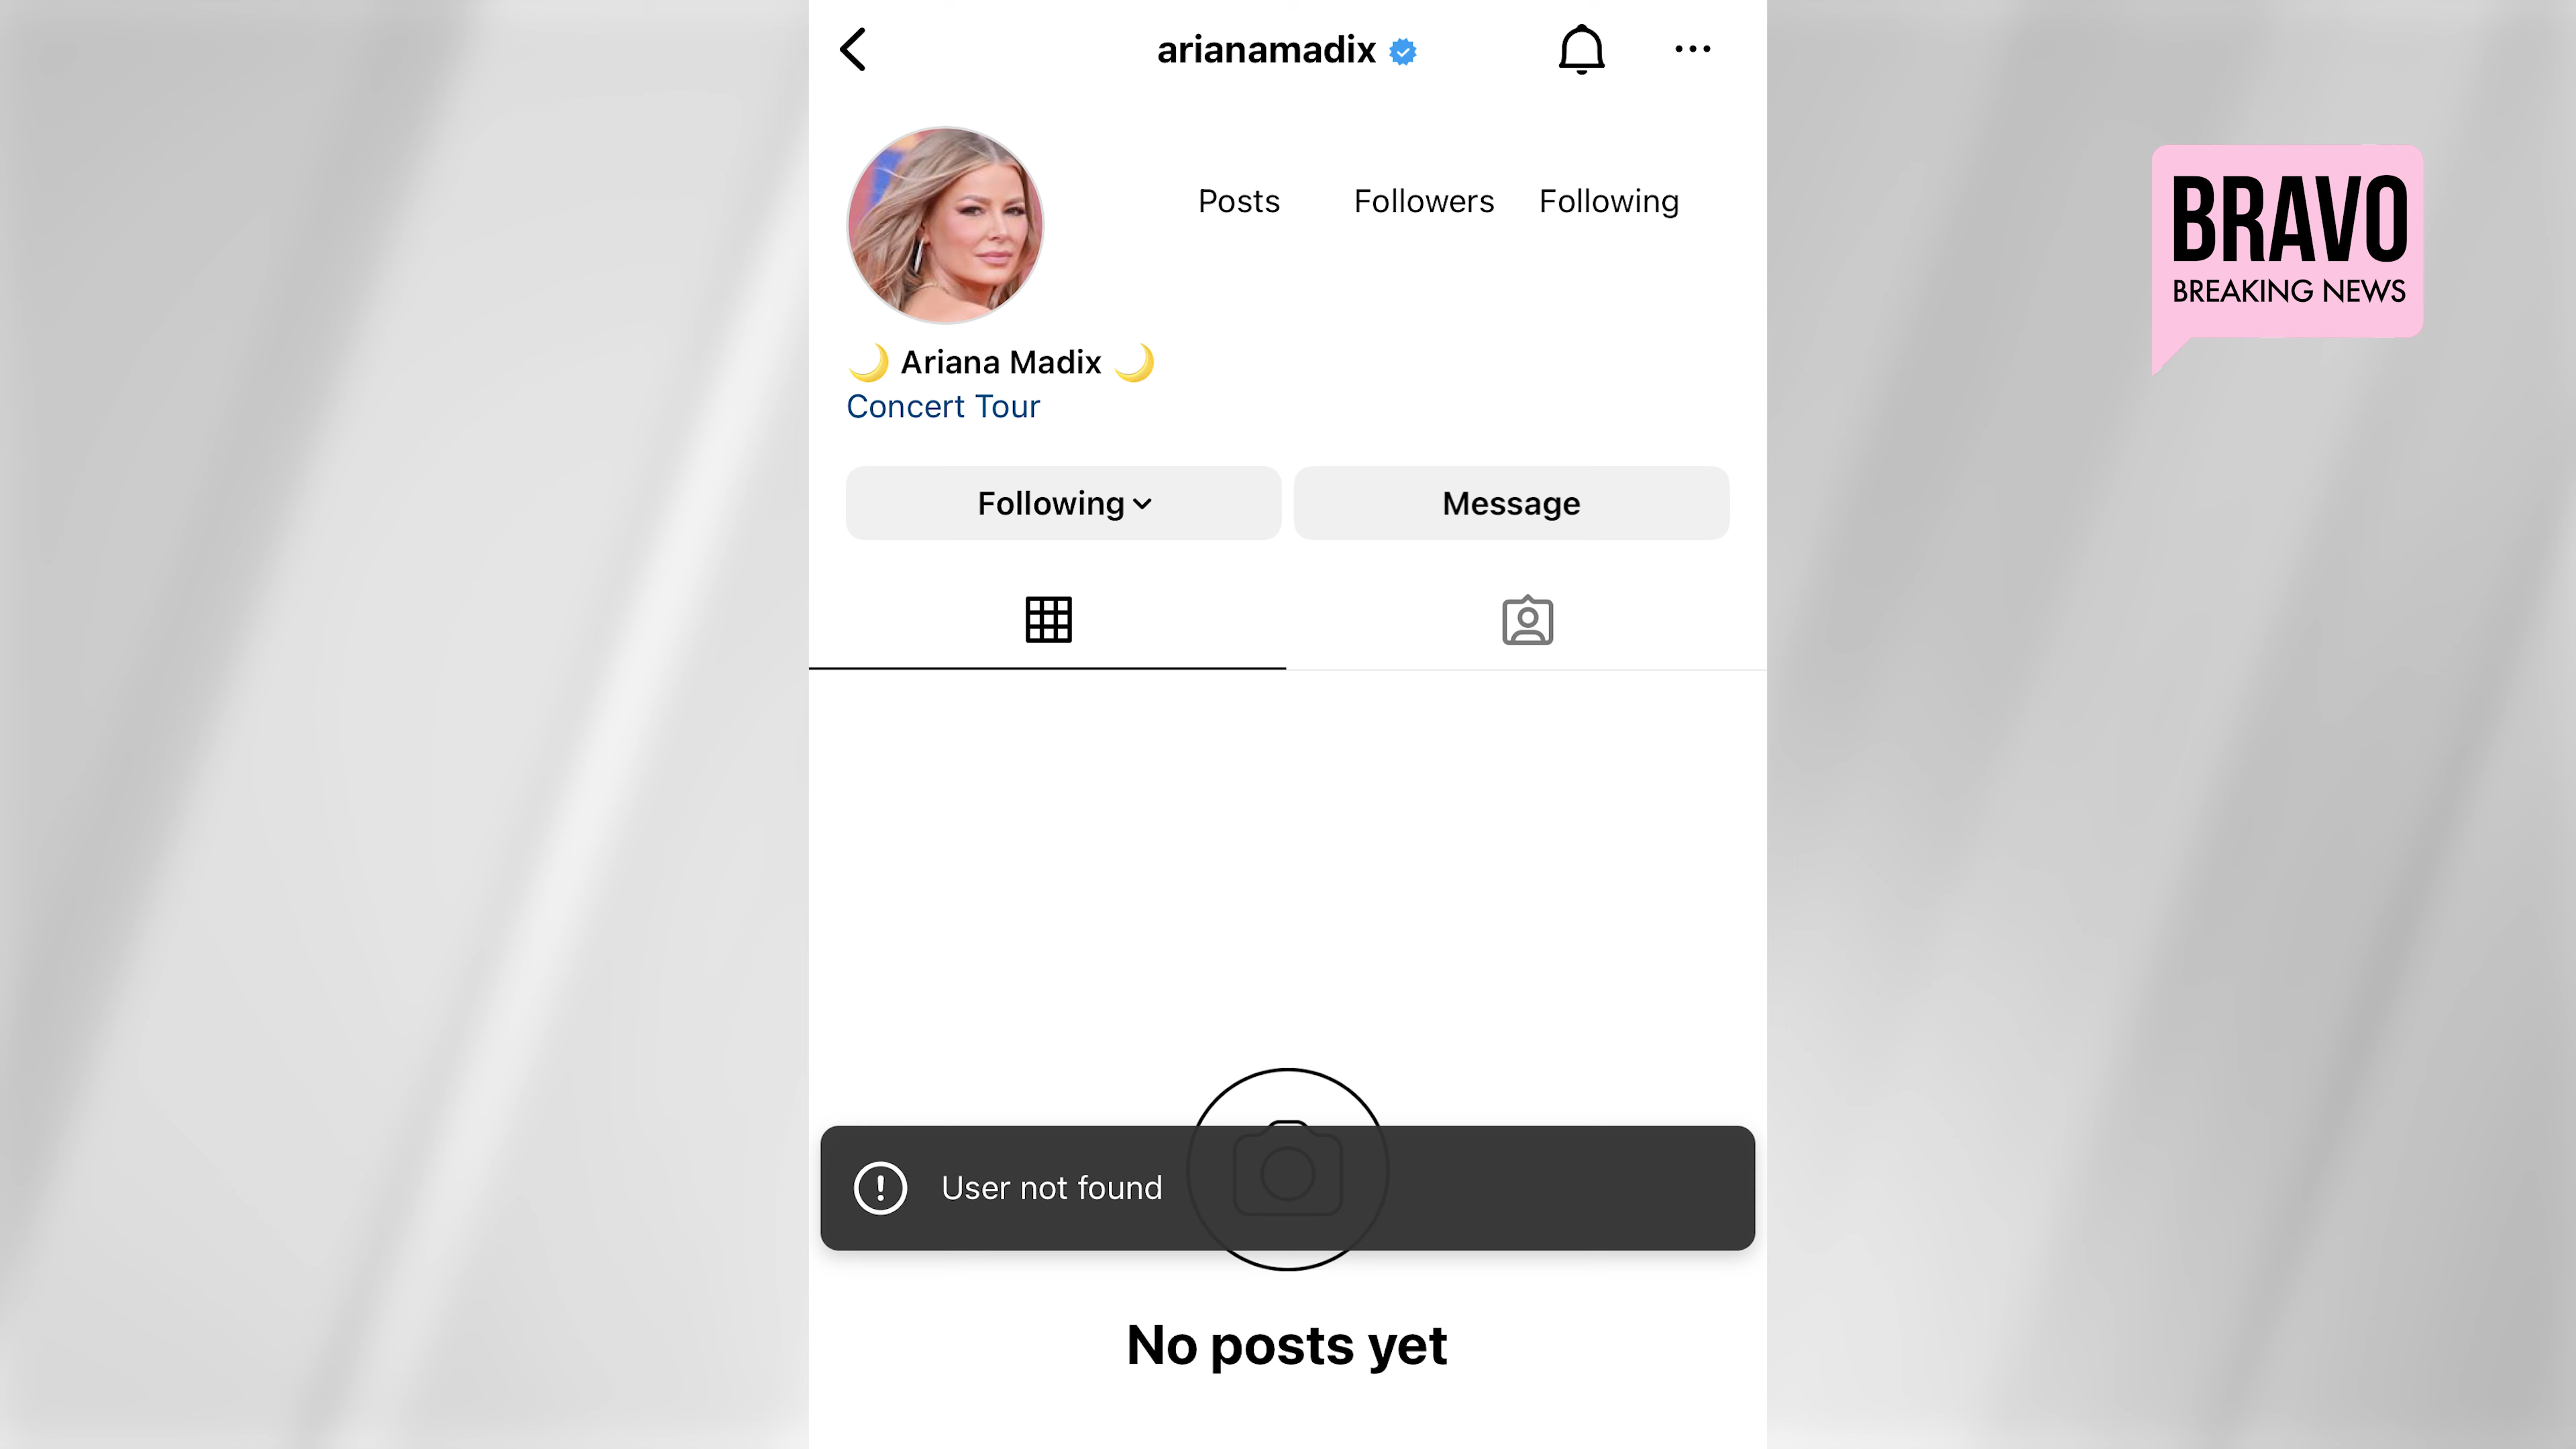 arianamadix
Posts Followers Following
🌙 Ariana Madix 🌙
Concert Tour
Following Message
User not found
No posts yet
BRAVO
BREAKING NEWS